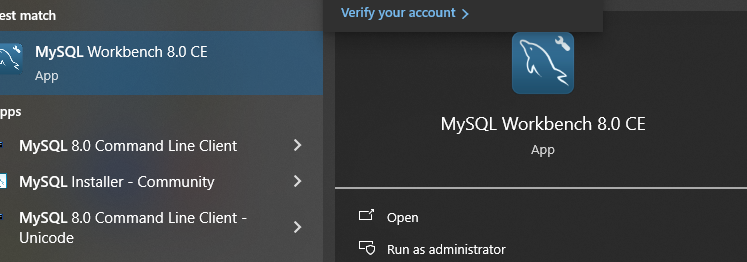 est match
MySQL Workbench 8.0 CE
App
pps
MySQL 8.0 Command Line Client
MySQL Installer - Community
MySQL 8.0 Command Line Client -
Unicode
Verify your account
MySQL Workbench 8.0 CE
App
Open
Run as administrator